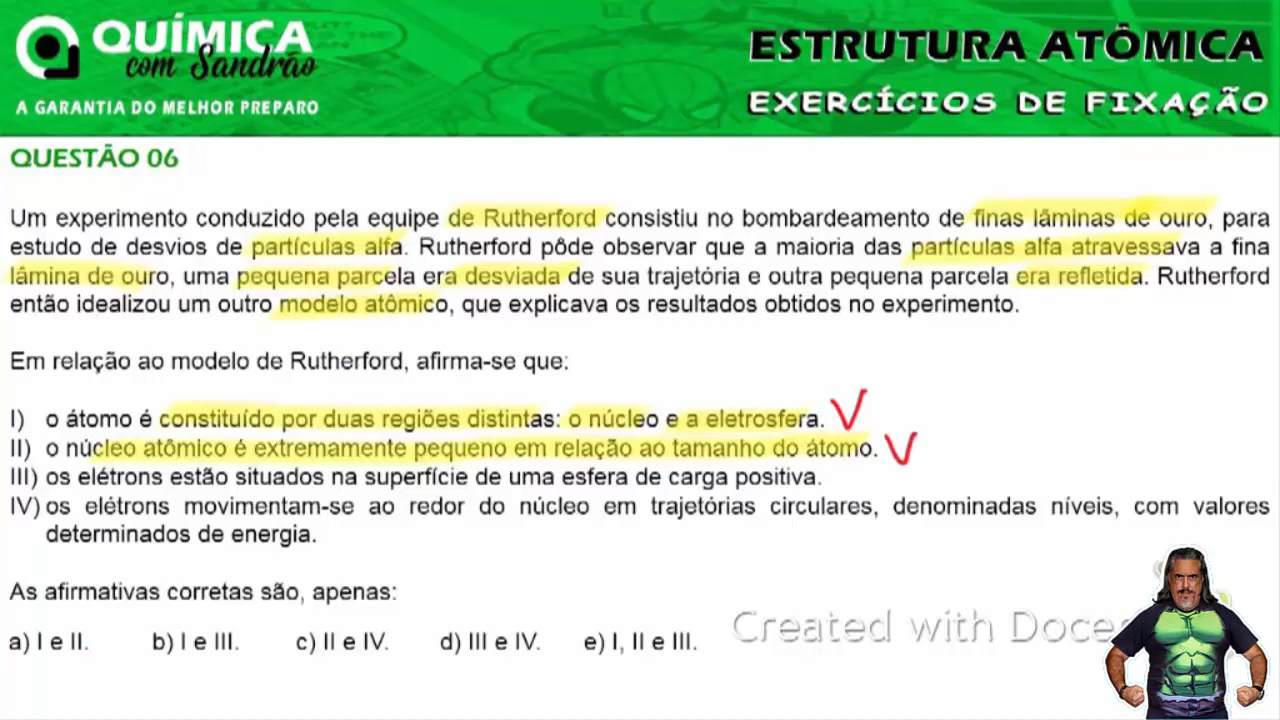 QUÍMICA
com Sandrão
A GARANTIA DO MELHOR PREPARO
ESTRUTURA ATÔMICA
EXERCÍCIOS DE FIXAÇÃO
QUESTÃO 06
Um experimento conduzido pela equipe de Rutherford consistiu no bombardeamento de finas lâminas de ouro, para
estudo de desvios de partículas alfa. Rutherford pôde observar que a maioria das partículas alfa atravessava a fina
lâmina de ouro, uma pequena parcela era desviada de sua trajetória e outra pequena parcela era refletida. Rutherford
então idealizou um outro modelo atômico, que explicava os resultados obtidos no experimento.
Em relação ao modelo de Rutherford, afirma-se que:
I) o átomo é constituído por duas regiões distintas: o núcleo e a eletrosfera.
II) o núcleo atômico é extremamente pequeno em relação ao tamanho do átomo.
III) os elétrons estão situados na superfície de uma esfera de carga positiva.
IV) os elétrons movimentam-se ao redor do núcleo em trajetórias circulares, denominadas níveis, com valores
determinados de energia.
As afirmativas corretas são, apenas:
a) I e II. b) I e III. c) II e IV. d) III e IV. e) I, II e III.
Created with